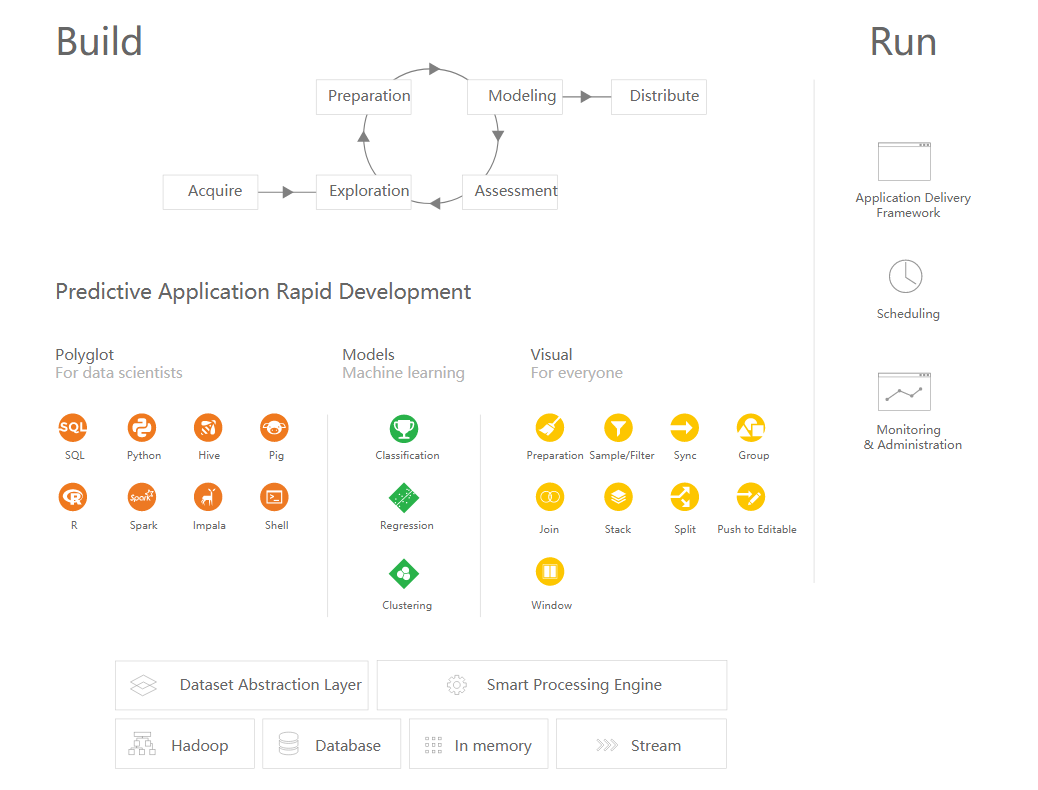 Build
Run
Preparation
Modeling
Distribute
Acquire
Exploration
Assessment
Application Delivery
Framework
Scheduling
Monitoring
& Administration
Predictive Application Rapid Development
Polyglot
For data scientists
SQL
SQL
Python
Hive
Pig
R
R
Spark
Spark
Impala
Shell
Models
Machine learning
Classification
Regression
Clustering
Visual
For everyone
Preparation
Sample/Filter
Sync
Group
Join
Stack
Split
Push to Editable
Window
Dataset Abstraction Layer
Smart Processing Engine
Hadoop
Database
In memory
Stream